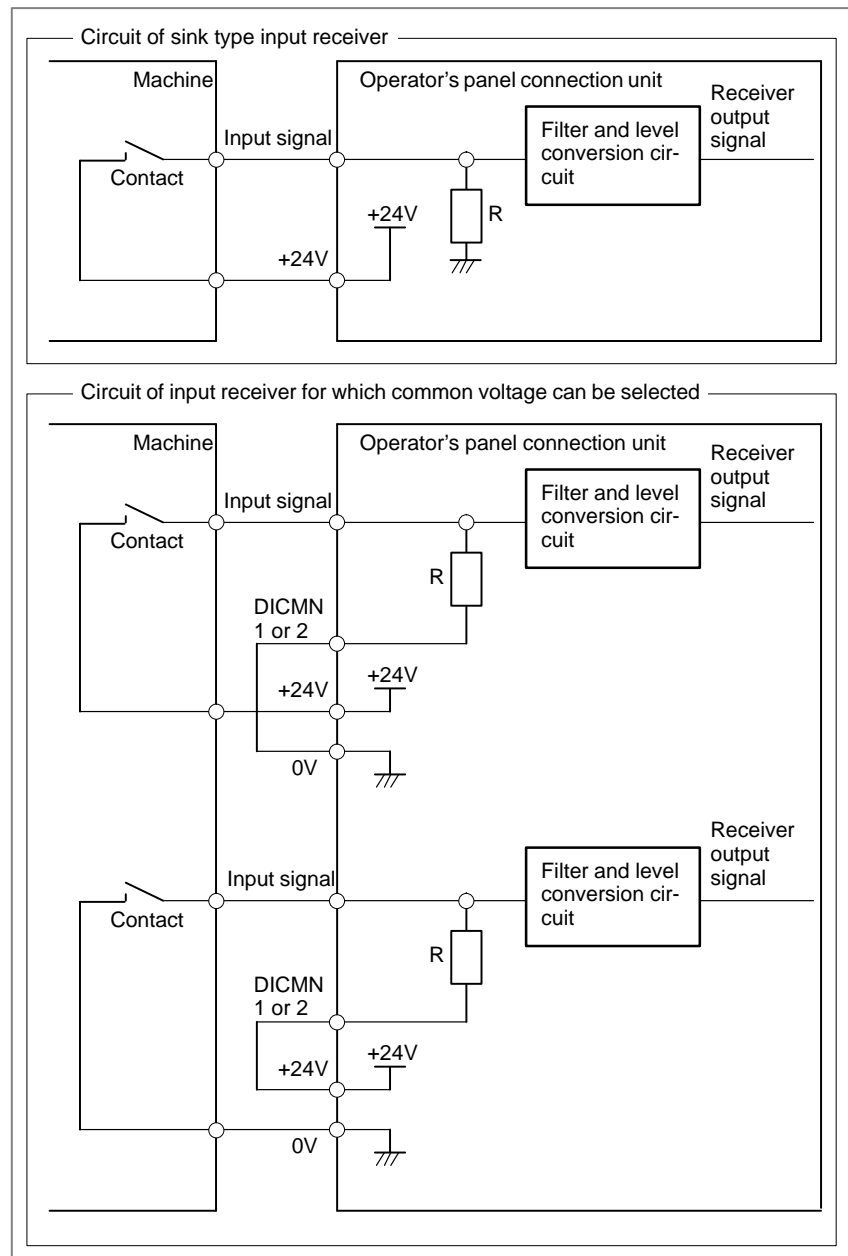 Circuit of sink type input receiver
Machine
Operator's panel connection unit
Receiver
output
signal
Input signal
Filter and level
conversion cir-
cuit
Contact
+24V
R
+24V
Circuit of input receiver for which common voltage can be selected
Machine
Operator's panel connection unit
Receiver
output
signal
Input signal
Filter and level
conversion cir-
cuit
Contact
R
DICMN
1 or 2
+24V
+24V
0V
Receiver
output
signal
Input signal
Filter and level
conversion cir-
cuit
Contact
R
DICMN
1 or 2
+24V
+24V
0V